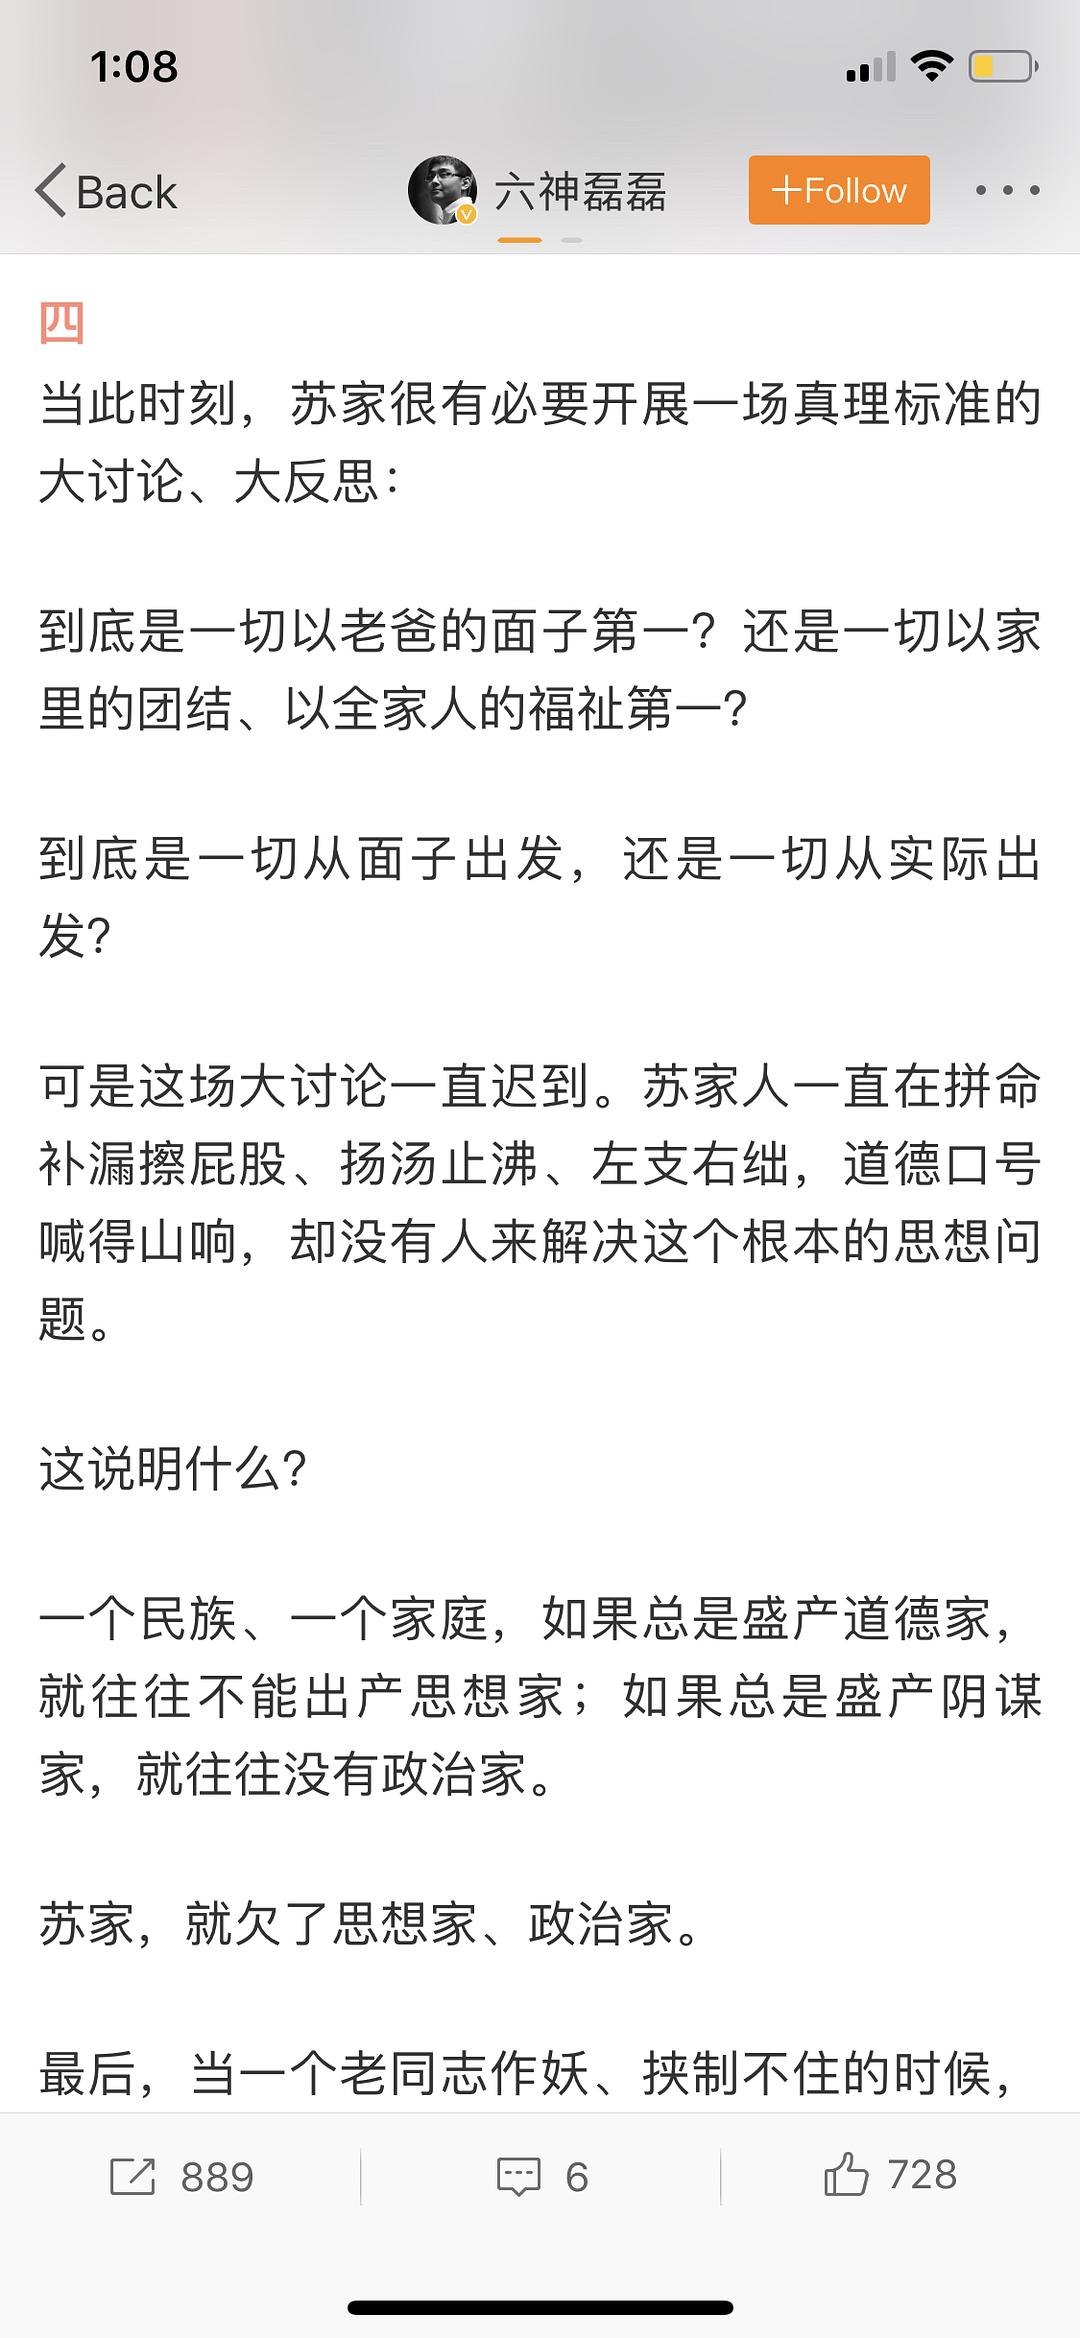 1:08
Back
六神磊磊
+Follow
四
当此时刻，苏家很有必要开展一场真理标准的
大讨论、大反思：
到底是一切以老爸的面子第一？还是一切以家
里的团结、以全家人的福祉第一？
到底是一切从面子出发，还是一切从实际出
发？
可是这场大讨论一直迟到。苏家人一直在拼命
补漏擦屁股、扬汤止沸、左支右绌，道德口号
喊得山响，却没有人来解决这个根本的思想问
题。
这说明什么？
一个民族、一个家庭，如果总是盛产道德家，
就往往不能出产思想家；如果总是盛产阴谋
家，就往往没有政治家。
苏家，就欠了思想家、政治家。
最后，当一个老同志作妖、挟制不住的时候，
889
6
728